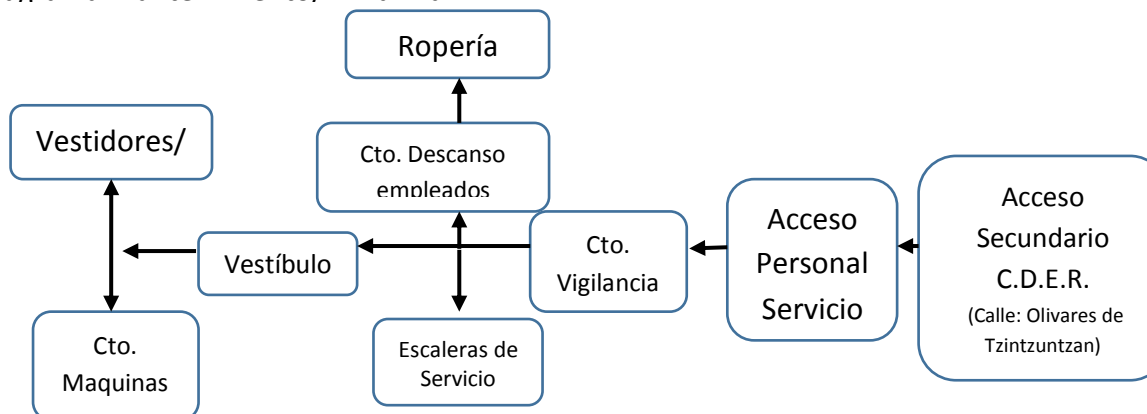 Ropería
Vestidores/
Cto. Descanso
empleados
Acceso
Secundario
C.D.E.R.
(Calle: Olivares de
Tzintzuntzan)
Acceso
Personal
Servicio
Cto.
Vigilancia
Vestíbulo
Cto.
Maquinas
Escaleras de
Servicio